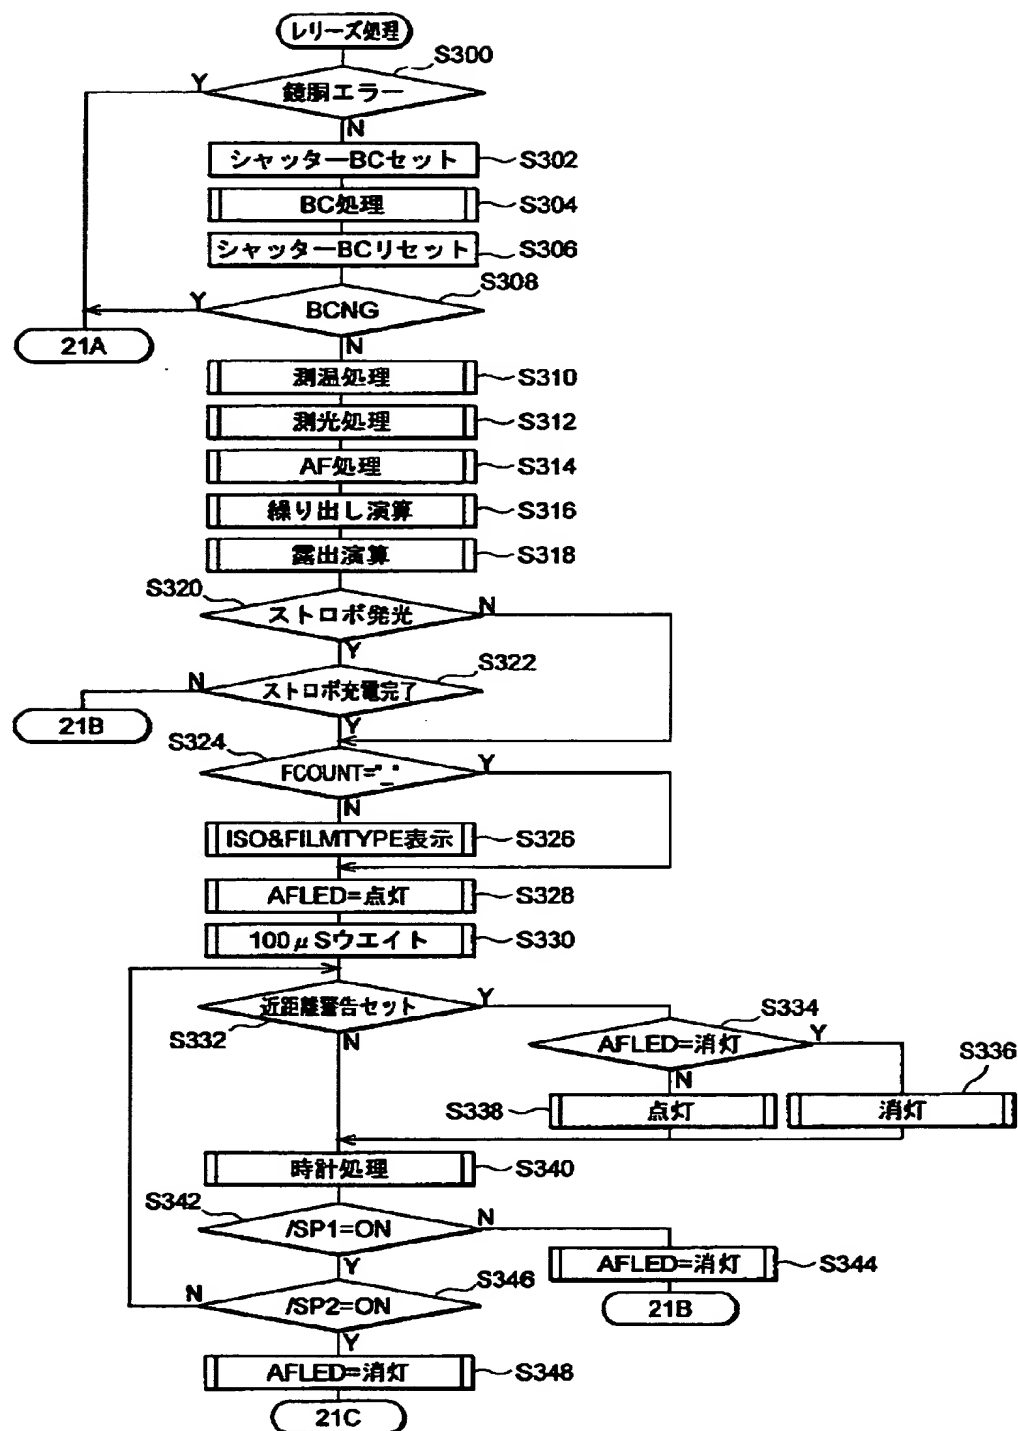 レリーズ処理
S300
Y
鏡胴エラー
N
シャッターBCセット
S302
BC処理
S304
シャッターBCリセット
S306
S308
Y
BCNG
21A
N
測温処理
S310
測光処理
S312
AF処理
S314
繰り出し演算
S316
露出演算
S318
S320
ストロボ発光
N
Y
S322
N
ストロボ充電完了
21B
Y
S324
FCOUNT="_"
Y
N
ISO&FILMTYPE表示
S326
AFLED=点灯
S328
100μSウエイト
S330
近距離警告セット
Y
S332
N
S334
AFLED=消灯
Y
S336
N
S338
点灯
消灯
時計処理
S340
S342
/SP1=ON
N
Y
AFLED=消灯
S344
S346
N
/SP2=ON
21B
Y
AFLED=消灯
S348
21C